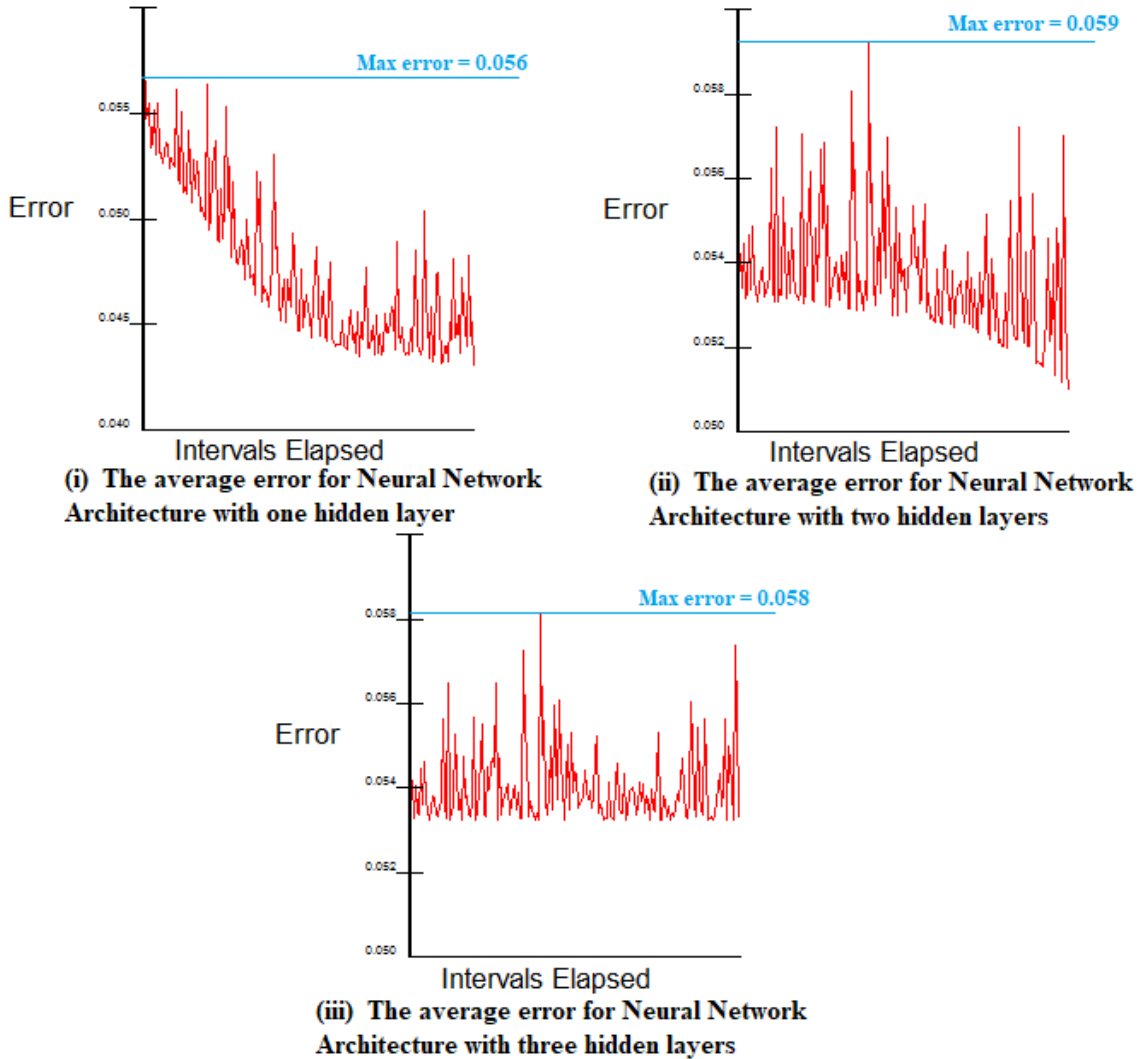 Max error = 0.056
0.055
Error
0.050
0.045
0.040
Intervals Elapsed
(i) The average error for Neural Network
Architecture with one hidden layer
Max error = 0.059
0.058
0.056
Error
0.054
0.052
0.050
Intervals Elapsed
(ii) The average error for Neural Network
Architecture with two hidden layers
Max error = 0.058
0.058
0.056
Error
0.054
0.052
0.050
Intervals Elapsed
(iii) The average error for Neural Network
Architecture with three hidden layers